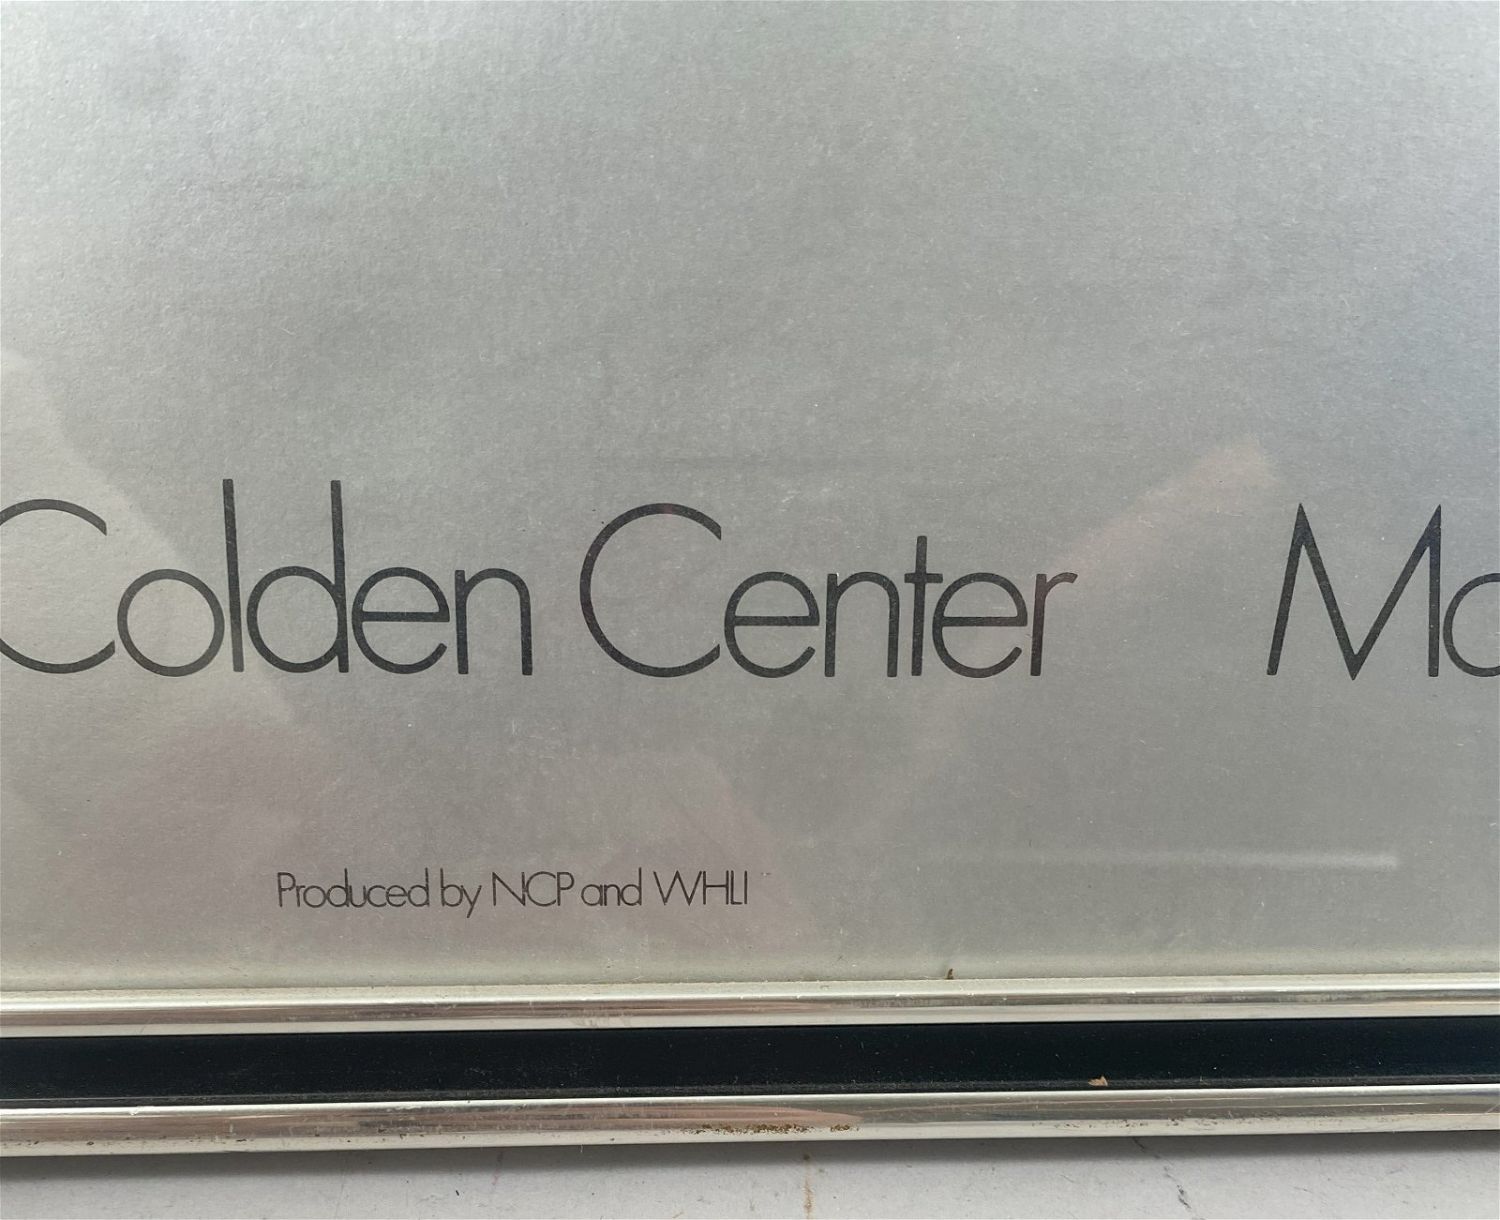 Colden Center
Produced by NCP and WHLI